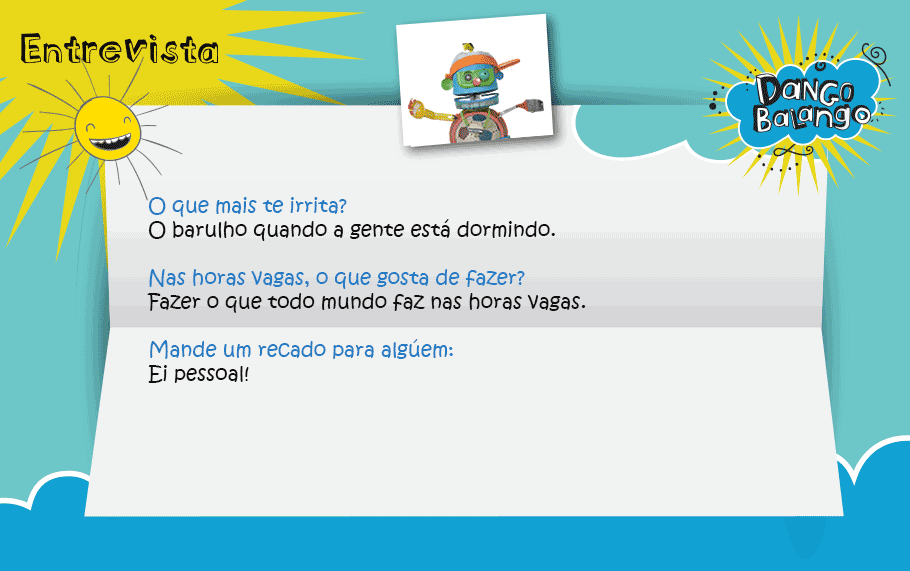 Entrevista
DANGO
BALANGO
O que mais te irrita?
O barulho quando a gente está dormindo.
Nas horas vagas, o que gosta de fazer?
Fazer o que todo mundo faz nas horas vagas.
Mande um recado para algúem:
Ei pessoal!